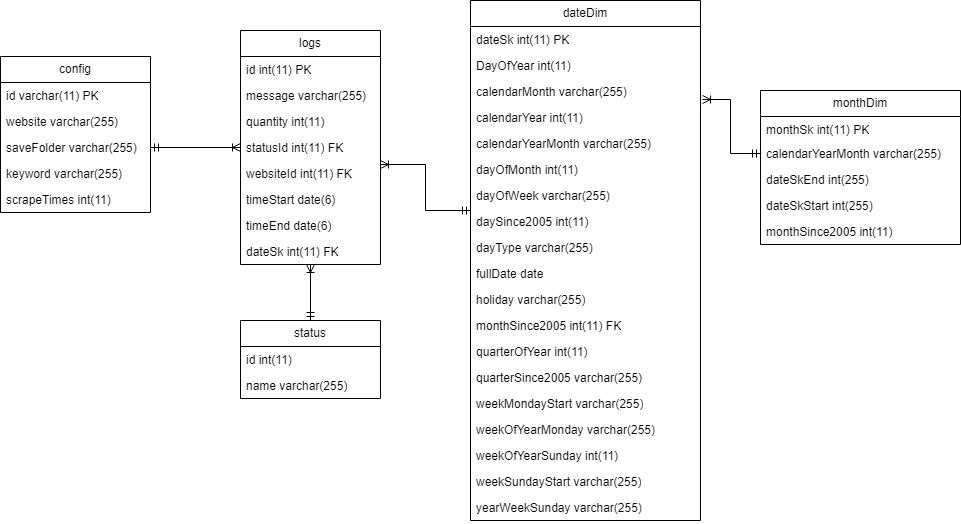 config
id varchar(11) PK
website varchar(255)
saveFolder varchar(255)
keyword varchar(255)
scrapeTimes int(11)
logs
id int(11) PK
message varchar(255)
quantity int(11)
statusId int(11) FK
websiteId int(11) FK
timeStart date(6)
timeEnd date(6)
dateSk int(11) FK
status
id int(11)
name varchar(255)
dateDim
dateSk int(11) PK
DayOfYear int(11)
calendarMonth varchar(255)
calendarYear int(11)
calendarYearMonth varchar(255)
dayOfMonth int(11)
dayOfWeek varchar(255)
daySince2005 int(11)
dayType varchar(255)
fullDate date
holiday varchar(255)
monthSince2005 int(11) FK
quarterOfYear int(11)
quarterSince2005 varchar(255)
weekMondayStart varchar(255)
weekOfYearMonday varchar(255)
weekOfYearSunday int(11)
weekSundayStart varchar(255)
yearWeekSunday varchar(255)
monthDim
monthSk int(11) PK
calendarYearMonth varchar(255)
dateSkEnd int(255)
dateSkStart int(255)
monthSince2005 int(11)